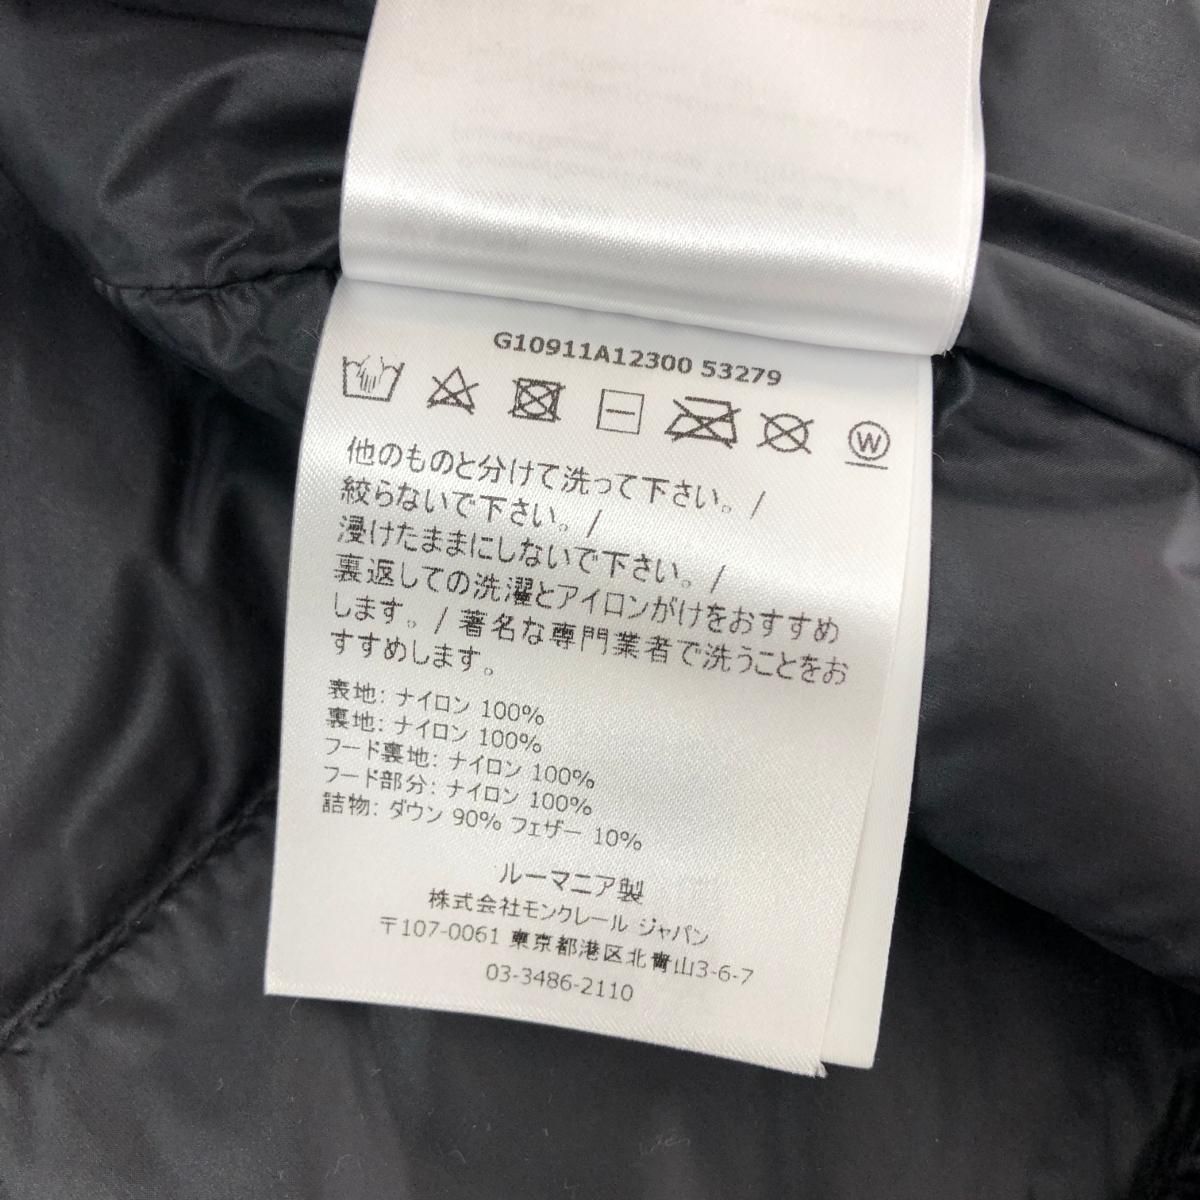 G10911A12300 53279
W
他のものと分けて洗って下さい。/
絞らないで下さい。/
浸けたままにしないで下さい。/
裏返しての洗濯とアイロンがけをおすすめ
します。/ 著名な専門業者で洗うことをお
すすめします。
表地: ナイロン 100%
裏地: ナイロン 100%
フード裏地: ナイロン 100%
フード部分: ナイロン 100%
詰物: ダウン 90% フェザー 10%
ルーマニア製
株式会社モンクレール ジャパン
〒107-0061 東京都港区北青山3-6-7
03-3486-2110